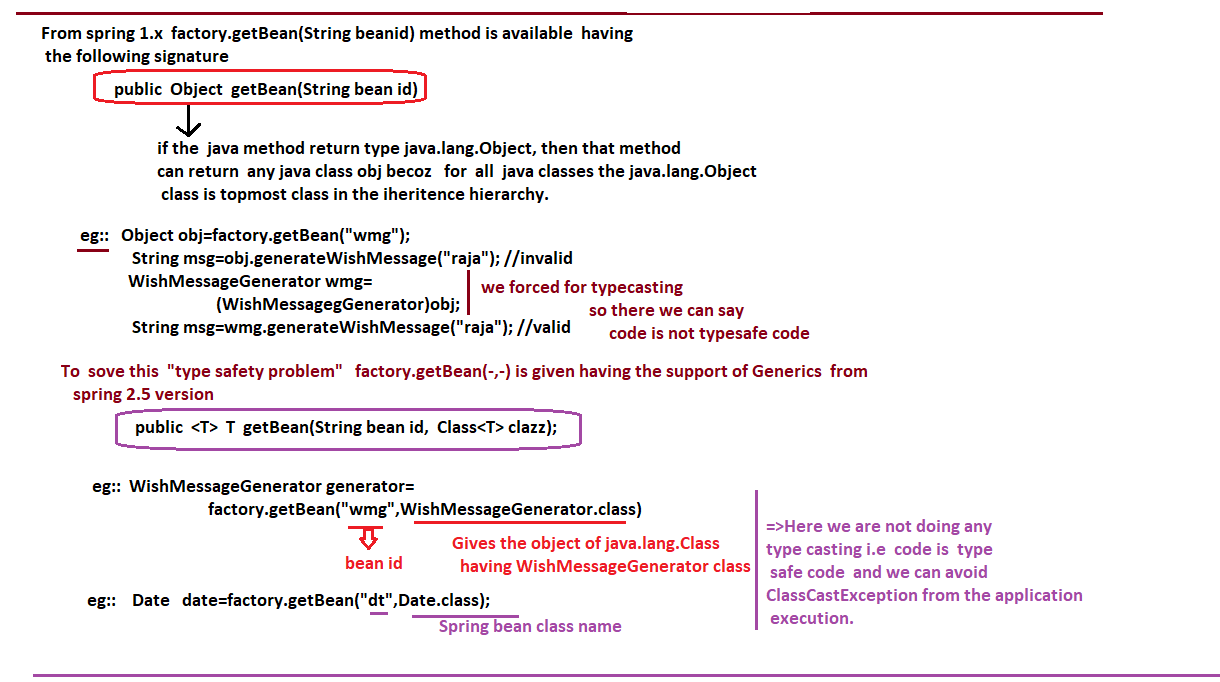 From spring 1.x factory.getBean(String beanid) method is available having
the following signature
public Object getBean(String bean id)
if the java method return type java.lang.Object, then that method
can return any java class obj becoz for all java classes the java.lang.Object
class is topmost class in the iheritence hierarchy.
eg:: Object obj=factory.getBean("wmg");
String msg=obj.generateWishMessage("raja"); //invalid
WishMessageGenerator wmg=
(WishMessagegGenerator)obj;
String msg=wmg.generateWishMessage("raja"); //valid
we forced for typecasting
so there we can say
code is not typesafe code
To sove this "type safety problem" factory.getBean(-,-) is given having the support of Generics from
spring 2.5 version
public <T> T getBean(String bean id, Class<T> clazz);
eg:: WishMessageGenerator generator=
factory.getBean("wmg",WishMessageGenerator.class)
bean id
Gives the object of java.lang.Class
having WishMessageGenerator class
eg:: Date date=factory.getBean("dt",Date.class);
Spring bean class name
=>Here we are not doing any
type casting i.e code is type
safe code and we can avoid
ClassCastException from the application
execution.